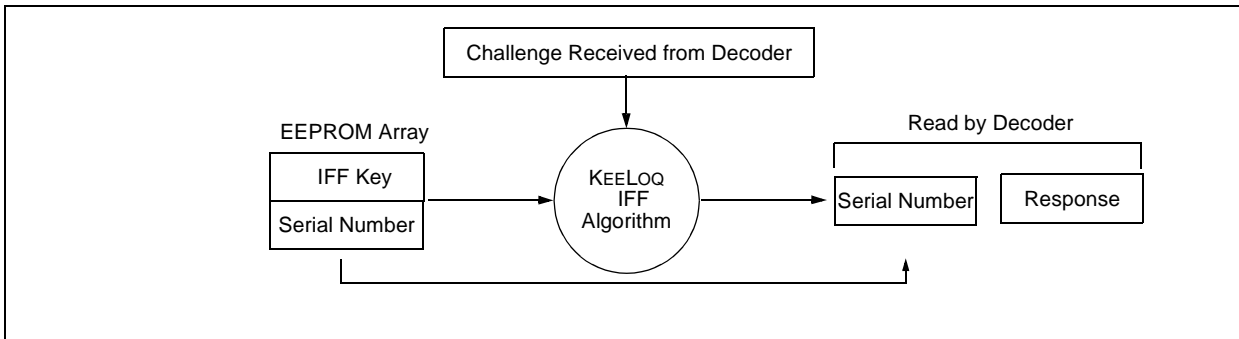 Challenge Received from Decoder
EEPROM Array
IFF Key
Serial Number
KEELOQ
IFF
Algorithm
Read by Decoder
Serial Number
Response